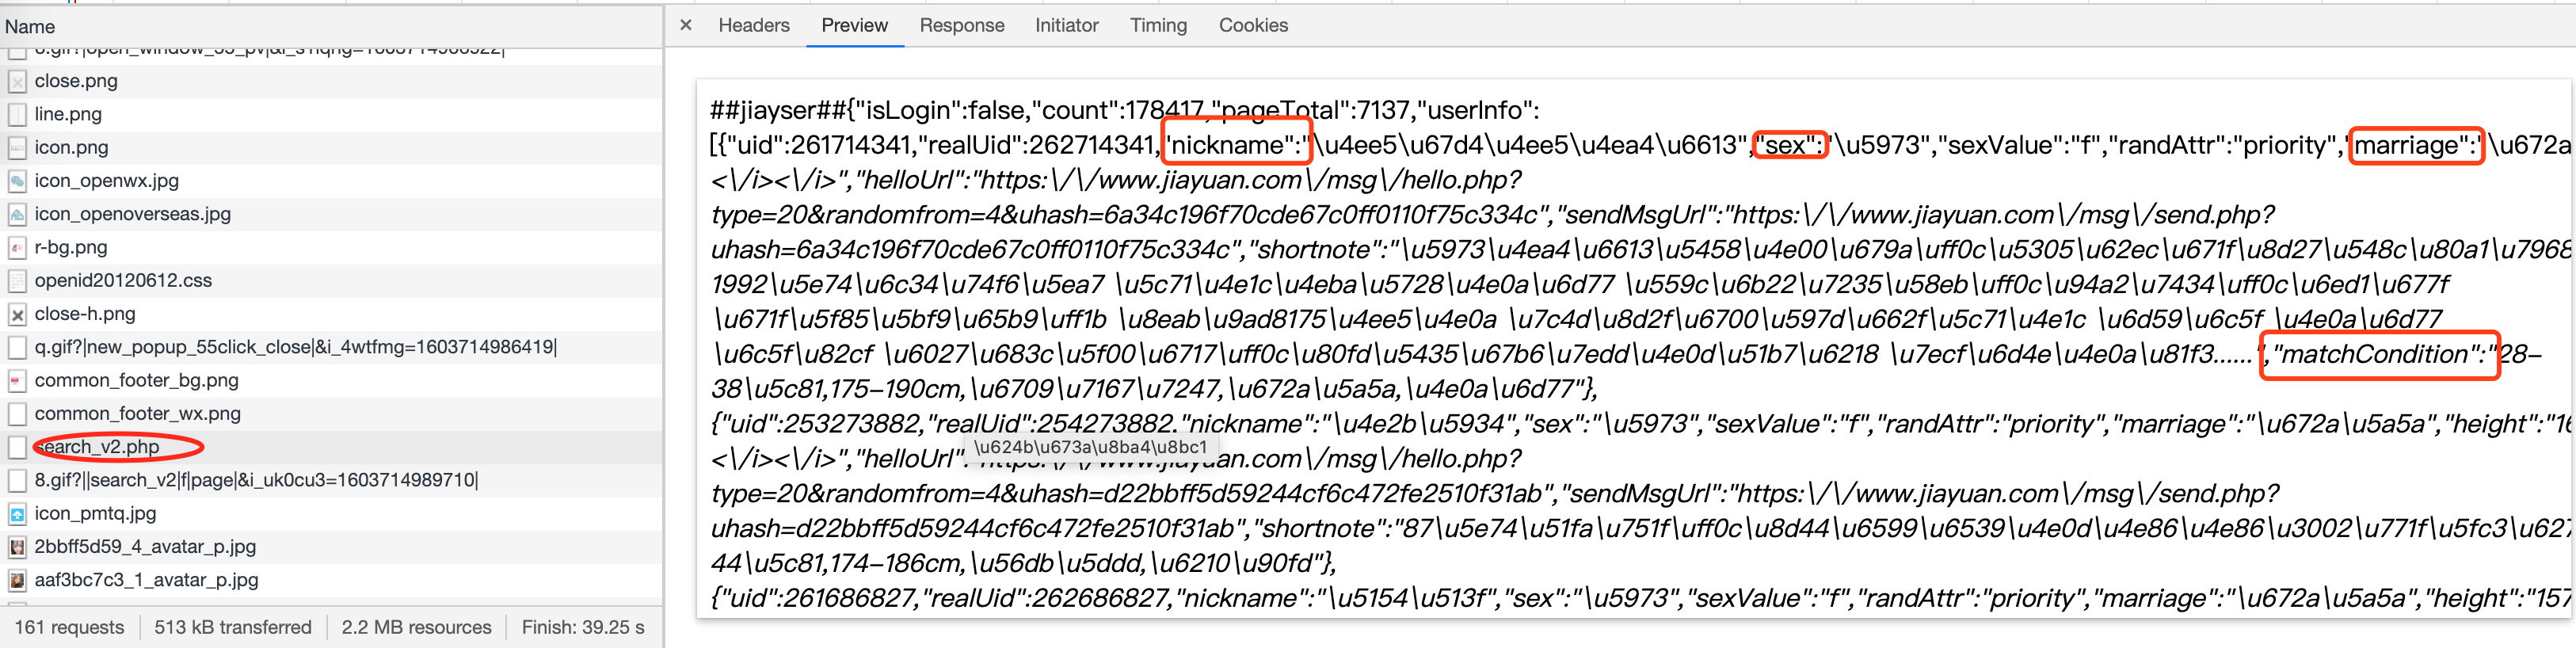 Name
close.png
line.png
icon.png
icon_openwx.jpg
icon_openoverseas.jpg
r-bg.png
openid20120612.css
close-h.png
q.gif?|new_popup_55click_close|&i_4wtfmg=1603714986419|
common_footer_bg.png
common_footer_wx.png
search_v2.php
8.gif?||search_v2|f|page|&i_uk0cu3=1603714989710|
icon_pmtq.jpg
2bbff5d59_4_avatar_p.jpg
aaf3bc7c3_1_avatar_p.jpg
161 requests 513 kB transferred 2.2 MB resources Finish: 39.25 s
× Headers Preview Response Initiator Timing Cookies
##jiayser##{"isLogin":false,"count":178417,"pageTotal":7137,"userInfo":
[{"uid":261714341,"realUid":262714341,"nickname":"\u4ee5\u67d4\u4ee5\u4ea4\u6613","sex":"\u5973","sexValue":"f","randAttr":"priority","marriage":"\u672a
<\/i><\/i>","helloUrl":"https:\/\/www.jiayuan.com\/msg\/hello.php?
type=20&randomfrom=4&uhash=6a34c196f70cde67c0ff0110f75c334c","sendMsgUrl":"https:\/\/www.jiayuan.com\/msg\/send.php?
uhash=6a34c196f70cde67c0ff0110f75c334c","shortnote":"\u5973\u4ea4\u6613\u5458\u4e00\u679a\uff0c\u5305\u62ec\u671f\u8d27\u548c\u80a1\u7968
1992\u5e74\u6c34\u74f6\u5ea7 \u5c71\u4e1c\u4eba\u5728\u4e0a\u6d77 \u559c\u6b22\u7235\u58eb\uff0c\u94a2\u7434\uff0c\u6ed1\u677f
\u671f\u5f85\u5bf9\u65b9\uff1b \u8eab\u9ad8175\u4ee5\u4e0a \u7c4d\u8d2f\u6700\u597d\u662f\u5c71\u4e1c \u6d59\u6c5f \u4e0a\u6d77
\u6c5f\u82cf \u6027\u683c\u5f00\u6717\uff0c\u80fd\u5435\u67b6\u7edd\u4e0d\u51b7\u6218 \u7ecf\u6d4e\u4e0a\u81f3......","matchCondition":"28-
38\u5c81,175-190cm,\u6709\u7167\u7247,\u672a\u5a5a,\u4e0a\u6d77"},
{"uid":253273882,"realUid":254273882,"nickname":"\u4e2b\u5934","sex":"\u5973","sexValue":"f","randAttr":"priority","marriage":"\u672a\u5a5a","height":"16
\u624b\u673a\u8ba4\u8bc1
<\/i><\/i>","helloUrl":"https:\/\/www.jiayuan.com\/msg\/hello.php?
type=20&randomfrom=4&uhash=d22bbff5d59244cf6c472fe2510f31ab","sendMsgUrl":"https:\/\/www.jiayuan.com\/msg\/send.php?
uhash=d22bbff5d59244cf6c472fe2510f31ab","shortnote":"87\u5e74\u51fa\u751f\uff0c\u8d44\u6599\u6539\u4e0d\u4e86\u4e86\u3002\u771f\u5fc3\u627
44\u5c81,174-186cm,\u56db\u5ddd,\u6210\u90fd"},
{"uid":261686827,"realUid":262686827,"nickname":"\u5154\u513f","sex":"\u5973","sexValue":"f","randAttr":"priority","marriage":"\u672a\u5a5a","height":"157